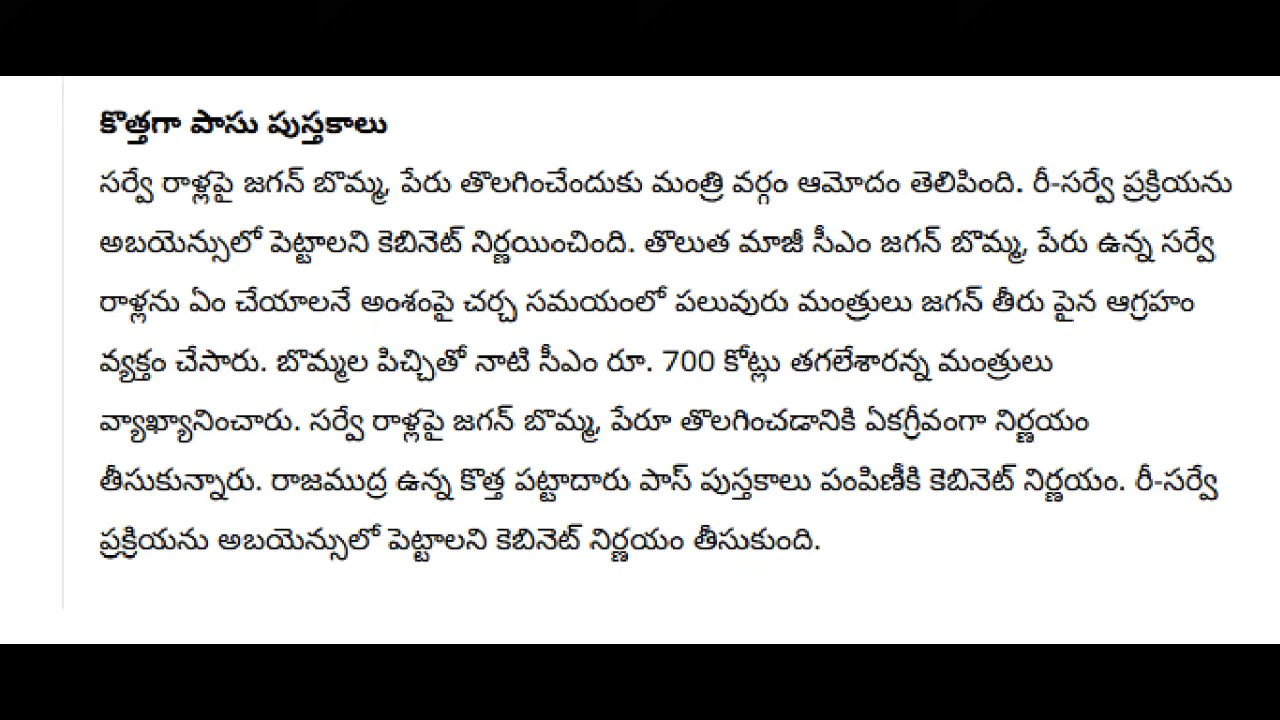 కొత్తగా పాసు పుస్తకాలు
సర్వే రాళ్లపై జగన్ బొమ్మ, పేరు తొలగించేందుకు మంత్రి వర్గం ఆమోదం తెలిపింది. రీ-సర్వే ప్రక్రియను
అబయెన్సులో పెట్టాలని కెబినెట్ నిర్ణయించింది. తొలుత మాజీ సీఎం జగన్ బొమ్మ, పేరు ఉన్న సర్వే
రాళ్లను ఏం చేయాలనే అంశంపై చర్చ సమయంలో పలువురు మంత్రులు జగన్ తీరు పైన ఆగ్రహం
వ్యక్తం చేసారు. బొమ్మల పిచ్చితో నాటి సీఎం రూ. 700 కోట్లు తగలేశారన్న మంత్రులు
వ్యాఖ్యానించారు. సర్వే రాళ్లపై జగన్ బొమ్మ, పేరూ తొలగించడానికి ఏకగ్రీవంగా నిర్ణయం
తీసుకున్నారు. రాజముద్ర ఉన్న కొత్త పట్టాదారు పాస్ పుస్తకాలు పంపిణీకి కెబినెట్ నిర్ణయం. రీ-సర్వే
ప్రక్రియను అబయెన్సులో పెట్టాలని కెబినెట్ నిర్ణయం తీసుకుంది.